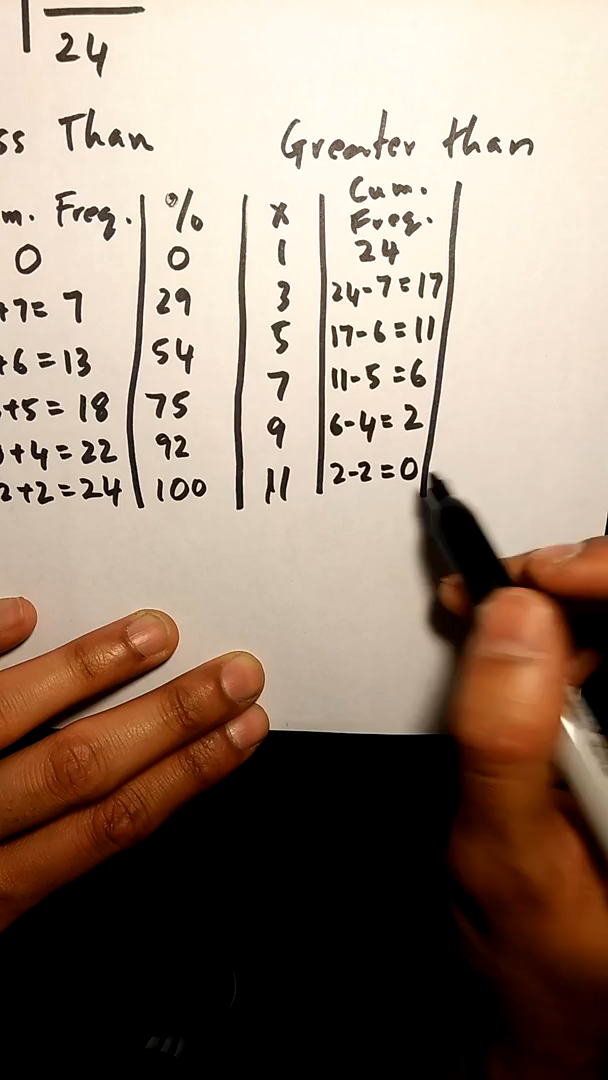 24
ss Than Greater than
m. Freq. % x Cum. Freq.
0 0 1 24
+7=7 29 3 24-7=17
+6=13 54 5 17-6=11
+5=18 75 7 11-5=6
+4=22 92 9 6-4=2
2+2=24 100 11 2-2=0